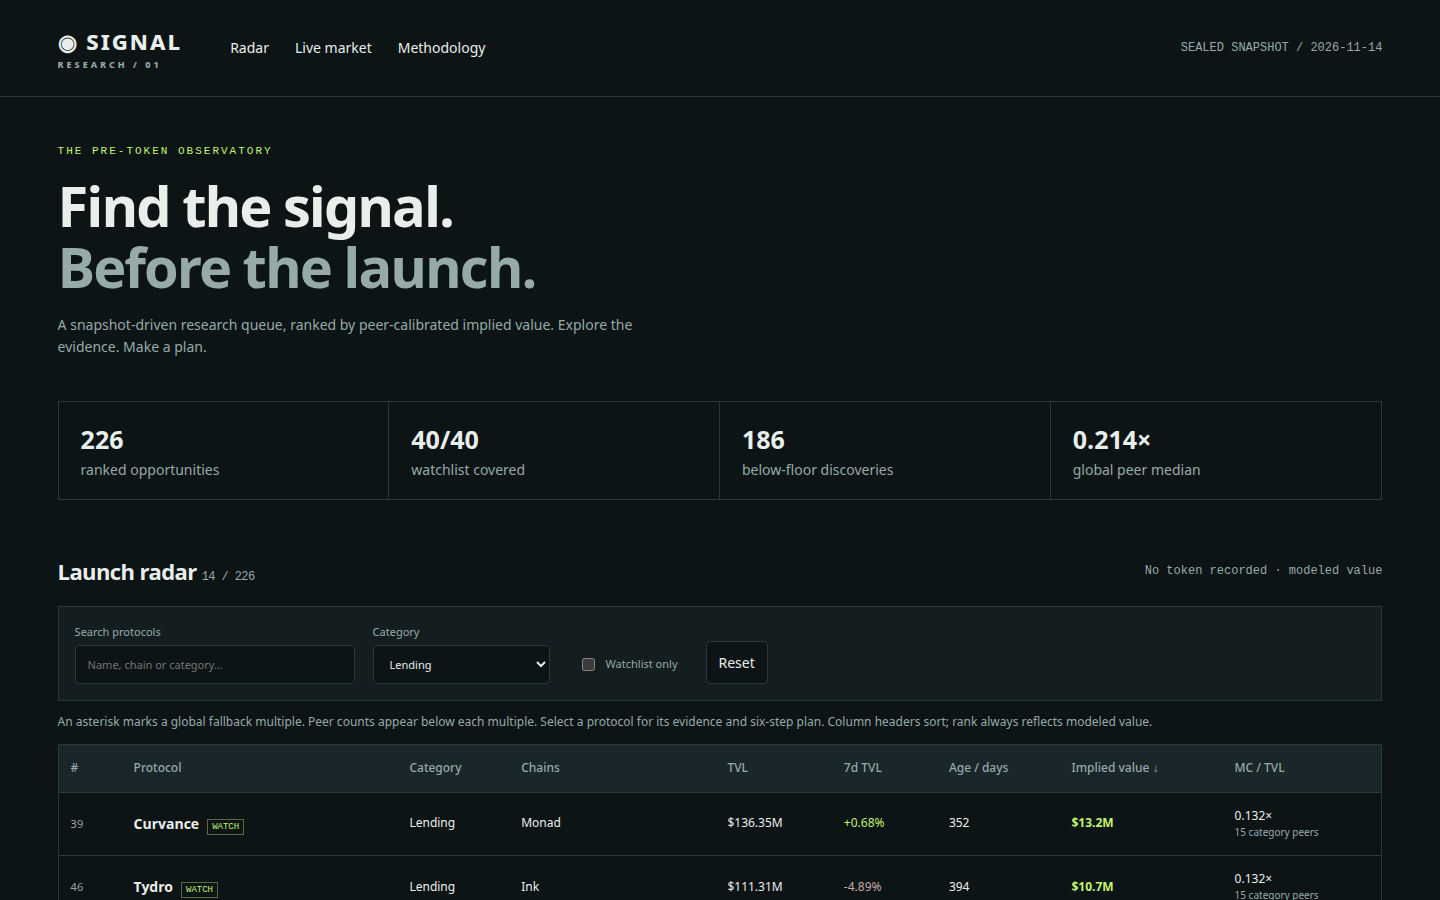 ◉ SIGNAL
RESEARCH / 01
Radar Live market Methodology
SEALED SNAPSHOT / 2026-11-14
THE PRE-TOKEN OBSERVATORY
Find the signal.
Before the launch.
A snapshot-driven research queue, ranked by peer-calibrated implied value. Explore the
evidence. Make a plan.
226
ranked opportunities
40/40
watchlist covered
186
below-floor discoveries
0.214×
global peer median
Launch radar 14 / 226
No token recorded · modeled value
Search protocols
Name, chain or category...
Category
Lending
Watchlist only
Reset
An asterisk marks a global fallback multiple. Peer counts appear below each multiple. Select a protocol for its evidence and six-step plan. Column headers sort; rank always reflects modeled value.
# Protocol Category Chains TVL 7d TVL Age / days Implied value ↓ MC / TVL
39 Curvance WATCH Lending Monad $136.35M +0.68% 352 $13.2M 0.132×
15 category peers
46 Tydro WATCH Lending Ink $111.31M -4.89% 394 $10.7M 0.132×
15 category peers